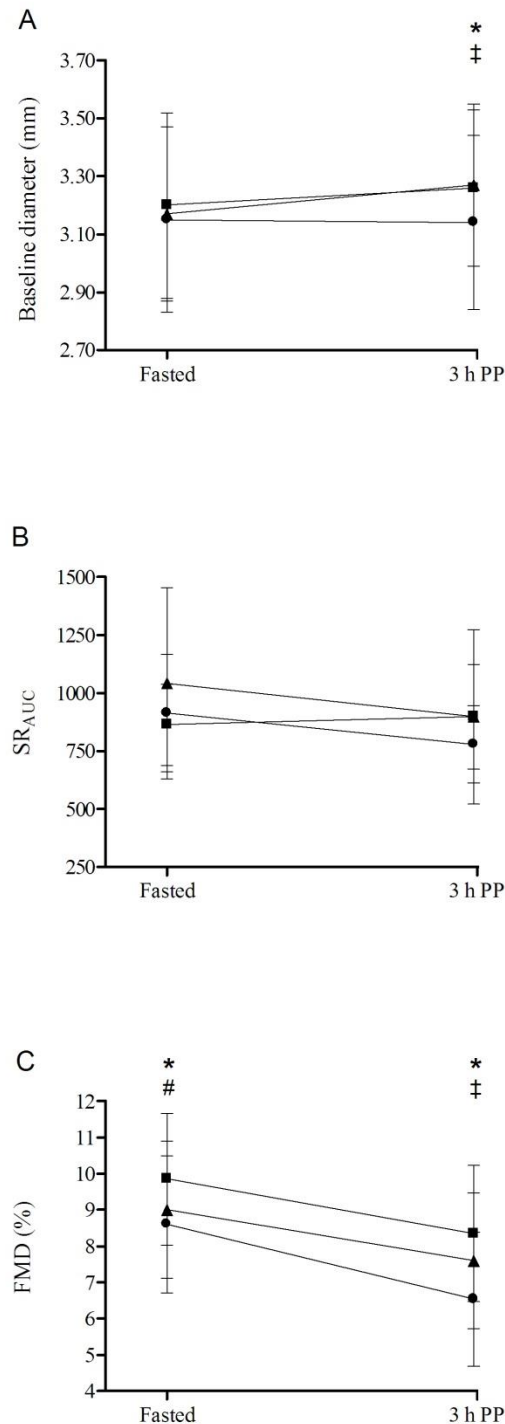 A
*
‡
3.70
3.50
3.30
3.10
2.90
2.70
Baseline diameter (mm)
Fasted
3 h PP
B
1500
1250
1000
750
500
250
SRAUC
Fasted
3 h PP
C
* *
# ‡
12
11
10
9
8
7
6
5
4
FMD (%)
Fasted
3 h PP